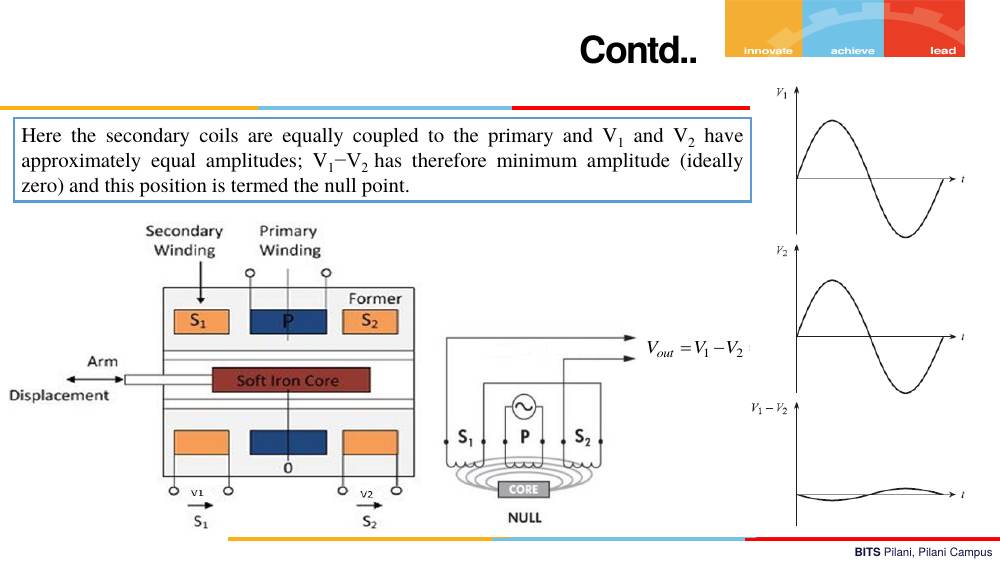 Contd..
innovate achieve lead
Here the secondary coils are equally coupled to the primary and V₁ and V₂ have
approximately equal amplitudes; V₁−V₂ has therefore minimum amplitude (ideally
zero) and this position is termed the null point.
Secondary
Winding
Primary
Winding
Former
S₁ P S₂
Arm
Displacement
Soft Iron Core
0
V1
S₁
V2
S₂
V_out = V₁ − V₂
S₁ P S₂
CORE
NULL
V₁
t
V₂
t
V₁ − V₂
t
BITS Pilani, Pilani Campus